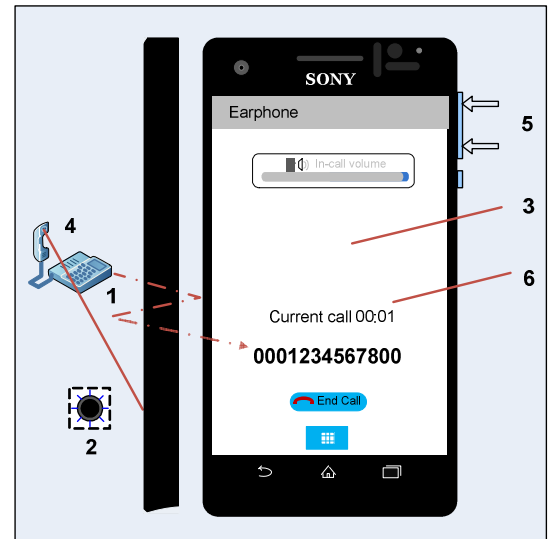 SONY
Earphone
In-call volume
5
3
4
6
1
Current call 00:01
0001234567800
End Call
2